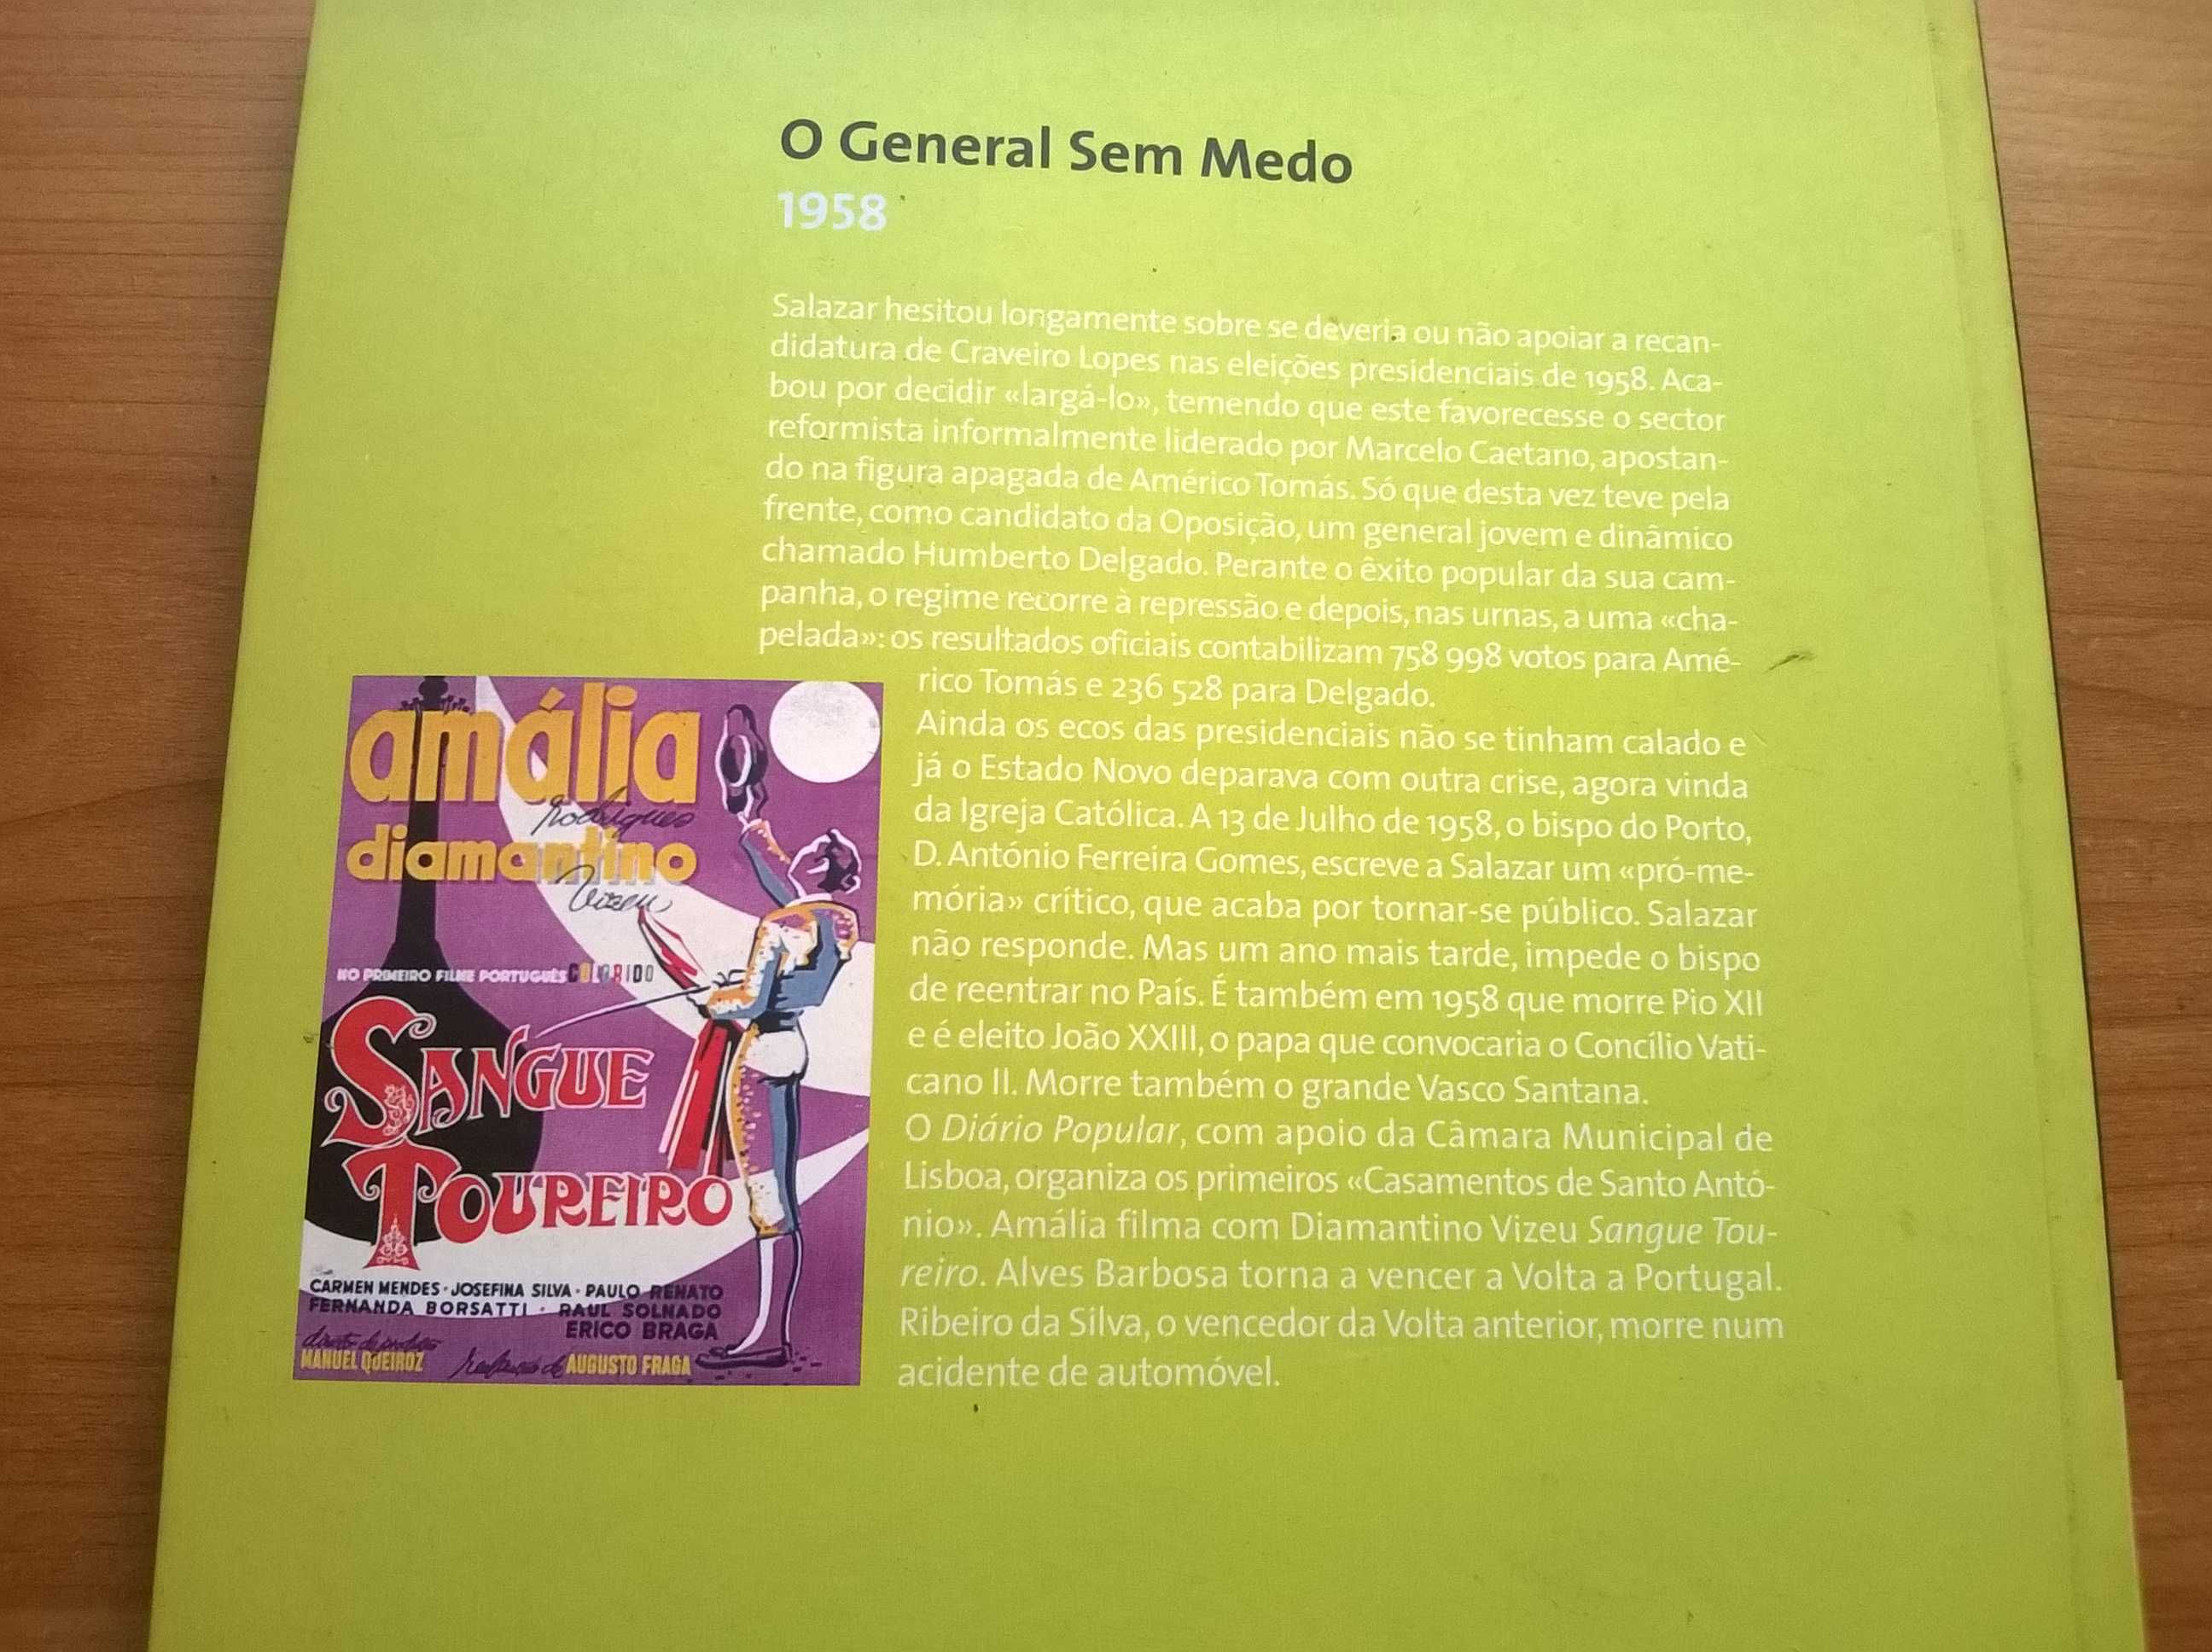 O General Sem Medo
1958
Salazar hesitou longamente sobre se deveria ou não apoiar a recan-
didatura de Craveiro Lopes nas eleições presidenciais de 1958. Aca-
bou por decidir «largá-lo», temendo que este favorecesse o sector
reformista informalmente liderado por Marcelo Caetano, apostan-
do na figura apagada de Américo Tomás. Só que desta vez teve pela
frente, como candidato da Oposição, um general jovem e dinâmico
chamado Humberto Delgado. Perante o êxito popular da sua cam-
panha, o regime recorre à repressão e depois, nas urnas, a uma «cha-
pelada»: os resultados oficiais contabilizam 758 998 votos para Amé-
rico Tomás e 236 528 para Delgado.
Ainda os ecos das presidenciais não se tinham calado e
já o Estado Novo deparava com outra crise, agora vinda
da Igreja Católica. A 13 de Julho de 1958, o bispo do Porto,
D. António Ferreira Gomes, escreve a Salazar um «pró-me-
mória» crítico, que acaba por tornar-se público. Salazar
não responde. Mas um ano mais tarde, impede o bispo
de reentrar no País. É também em 1958 que morre Pio XII
e é eleito João XXIII, o papa que convocaria o Concílio Vati-
cano II. Morre também o grande Vasco Santana.
O Diário Popular, com apoio da Câmara Municipal de
Lisboa, organiza os primeiros «Casamentos de Santo Antó-
nio». Amália filma com Diamantino Vizeu Sangue Tou-
reiro. Alves Barbosa torna a vencer a Volta a Portugal.
Ribeiro da Silva, o vencedor da Volta anterior, morre num
acidente de automóvel.
amália
rodrigues
diamantino
Vizeu
NO PRIMEIRO FILME PORTUGUÊS COLORIDO
SANGUE
TOUREIRO
CARMEN MENDES · JOSEFINA SILVA · PAULO RENATO
FERNANDA BORSATTI · RAUL SOLNADO
ERICO BRAGA
MANUEL QUEIROZ
AUGUSTO FRAGA